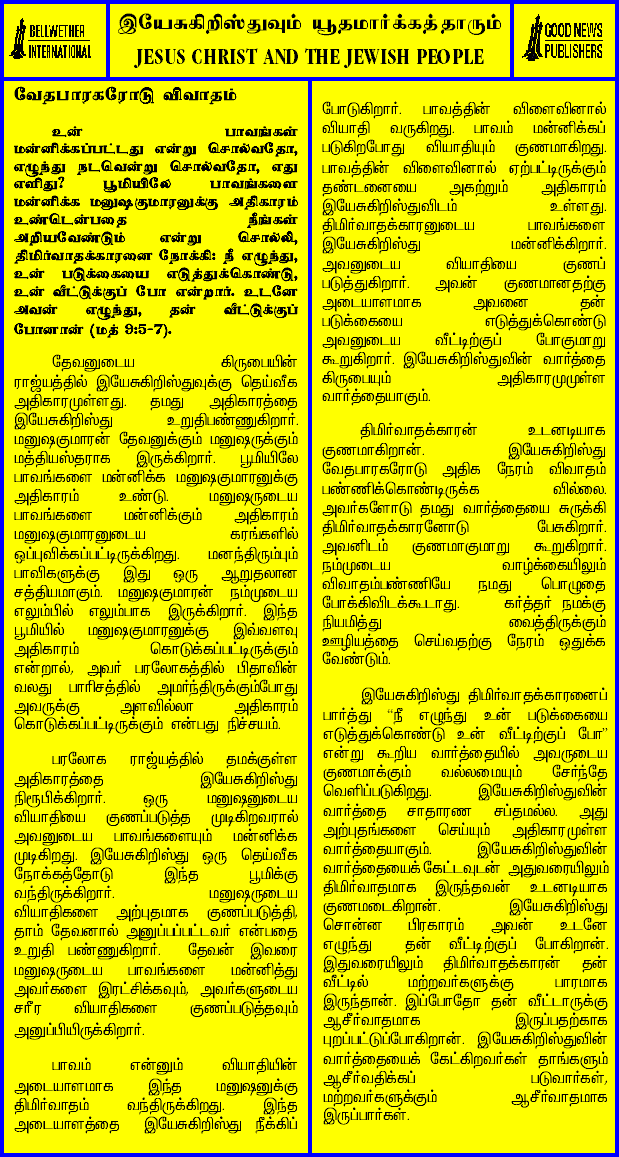 BELLWETHER
INTERNATIONAL
இயேசுகிறிஸ்துவும் யூதமார்க்கத்தாரும்
JESUS CHRIST AND THE JEWISH PEOPLE
GOOD NEWS
PUBLISHERS
வேதபாரகரோடு விவாதம்
உன் பாவங்கள்
மன்னிக்கப்பட்டது என்று சொல்வதோ,
எழுந்து நடவென்று சொல்வதோ, எது
எளிது? பூமியிலே பாவங்களை
மன்னிக்க மனுஷகுமாரனுக்கு அதிகாரம்
உண்டென்பதை நீங்கள்
அறியவேண்டும் என்று சொல்லி,
திமிர்வாதக்காரனை நோக்கி: நீ எழுந்து,
உன் படுக்கையை எடுத்துக்கொண்டு,
உன் வீட்டுக்குப் போ என்றார். உடனே
அவன் எழுந்து, தன் வீட்டுக்குப்
போனான் (மத் 9:5-7).
தேவனுடைய கிருபையின்
ராஜ்யத்தில் இயேசுகிறிஸ்துவுக்கு தெய்வீக
அதிகாரமுள்ளது. தமது அதிகாரத்தை
இயேசுகிறிஸ்து உறுதிபண்ணுகிறார்.
மனுஷகுமாரன் தேவனுக்கும் மனுஷருக்கும்
மத்தியஸ்தராக இருக்கிறார். பூமியிலே
பாவங்களை மன்னிக்க மனுஷகுமாரனுக்கு
அதிகாரம் உண்டு. மனுஷருடைய
பாவங்களை மன்னிக்கும் அதிகாரம்
மனுஷகுமாரனுடைய கரங்களில்
ஒப்புவிக்கப்பட்டிருக்கிறது. மனந்திரும்பும்
பாவிகளுக்கு இது ஒரு ஆறுதலான
சத்தியமாகும். மனுஷகுமாரன் நம்முடைய
எலும்பில் எலும்பாக இருக்கிறார். இந்த
பூமியில் மனுஷகுமாரனுக்கு இவ்வளவு
அதிகாரம் கொடுக்கப்பட்டிருக்கும்
என்றால், அவர் பரலோகத்தில் பிதாவின்
வலது பாரிசத்தில் அமர்ந்திருக்கும்போது
அவருக்கு அளவில்லா அதிகாரம்
கொடுக்கப்பட்டிருக்கும் என்பது நிச்சயம்.
பரலோக ராஜ்யத்தில் தமக்குள்ள
அதிகாரத்தை இயேசுகிறிஸ்து
நிரூபிக்கிறார். ஒரு மனுஷனுடைய
வியாதியை குணப்படுத்த முடிகிறவரால்
அவனுடைய பாவங்களையும் மன்னிக்க
முடிகிறது. இயேசுகிறிஸ்து ஒரு தெய்வீக
நோக்கத்தோடு இந்த பூமிக்கு
வந்திருக்கிறார். மனுஷருடைய
வியாதிகளை அற்புதமாக குணப்படுத்தி,
தாம் தேவனால் அனுப்பப்பட்டவர் என்பதை
உறுதி பண்ணுகிறார். தேவன் இவரை
மனுஷருடைய பாவங்களை மன்னித்து
அவர்களை இரட்சிக்கவும், அவர்களுடைய
சரீர வியாதிகளை குணப்படுத்தவும்
அனுப்பியிருக்கிறார்.
பாவம் என்னும் வியாதியின்
அடையாளமாக இந்த மனுஷனுக்கு
திமிர்வாதம் வந்திருக்கிறது. இந்த
அடையாளத்தை இயேசுகிறிஸ்து நீக்கிப்
போடுகிறார். பாவத்தின் விளைவினால்
வியாதி வருகிறது. பாவம் மன்னிக்கப்
படுகிறபோது வியாதியும் குணமாகிறது.
பாவத்தின் விளைவினால் ஏற்பட்டிருக்கும்
தண்டனையை அகற்றும் அதிகாரம்
இயேசுகிறிஸ்துவிடம் உள்ளது.
திமிர்வாதக்காரனுடைய பாவங்களை
இயேசுகிறிஸ்து மன்னிக்கிறார்.
அவனுடைய வியாதியை குணப்
படுத்துகிறார். அவன் குணமானதற்கு
அடையாளமாக அவனை தன்
படுக்கையை எடுத்துக்கொண்டு
அவனுடைய வீட்டிற்குப் போகுமாறு
கூறுகிறார். இயேசுகிறிஸ்துவின் வார்த்தை
கிருபையும் அதிகாரமுமுள்ள
வார்த்தையாகும்.
திமிர்வாதக்காரன் உடனடியாக
குணமாகிறான். இயேசுகிறிஸ்து
வேதபாரகரோடு அதிக நேரம் விவாதம்
பண்ணிக்கொண்டிருக்க வில்லை.
அவர்களோடு தமது வார்த்தையை சுருக்கி
திமிர்வாதக்காரனோடு பேசுகிறார்.
அவனிடம் குணமாகுமாறு கூறுகிறார்.
நம்முடைய வாழ்க்கையிலும்
விவாதம்பண்ணியே நமது பொழுதை
போக்கிவிடக்கூடாது. கர்த்தர் நமக்கு
நியமித்து வைத்திருக்கும்
ஊழியத்தை செய்வதற்கு நேரம் ஒதுக்க
வேண்டும்.
இயேசுகிறிஸ்து திமிர்வாதக்காரனைப்
பார்த்து "நீ எழுந்து உன் படுக்கையை
எடுத்துக்கொண்டு உன் வீட்டிற்குப் போ"
என்று கூறிய வார்த்தையில் அவருடைய
குணமாக்கும் வல்லமையும் சேர்ந்தே
வெளிப்படுகிறது. இயேசுகிறிஸ்துவின்
வார்த்தை சாதாரண சப்தமல்ல. அது
அற்புதங்களை செய்யும் அதிகாரமுள்ள
வார்த்தையாகும். இயேசுகிறிஸ்துவின்
வார்த்தையைக்கேட்டவுடன் அதுவரையிலும்
திமிர்வாதமாக இருந்தவன் உடனடியாக
குணமடைகிறான். இயேசுகிறிஸ்து
சொன்ன பிரகாரம் அவன் உடனே
எழுந்து தன் வீட்டிற்குப் போகிறான்.
இதுவரையிலும் திமிர்வாதக்காரன் தன்
வீட்டில் மற்றவர்களுக்கு பாரமாக
இருந்தான். இப்போதோ தன் வீட்டாருக்கு
ஆசீர்வாதமாக இருப்பதற்காக
புறப்பட்டுப்போகிறான். இயேசுகிறிஸ்துவின்
வார்த்தையைக் கேட்கிறவர்கள் தாங்களும்
ஆசீர்வதிக்கப் படுவார்கள்,
மற்றவர்களுக்கும் ஆசீர்வாதமாக
இருப்பார்கள்.